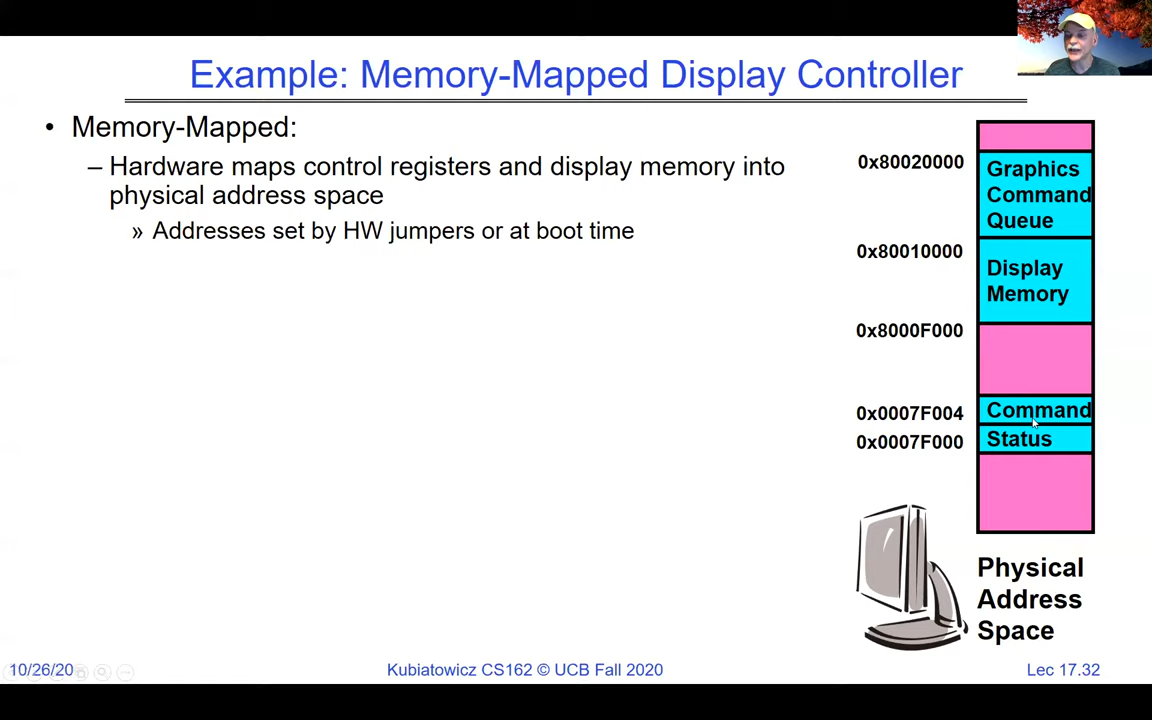 Example: Memory-Mapped Display Controller
• Memory-Mapped:
– Hardware maps control registers and display memory into
physical address space
» Addresses set by HW jumpers or at boot time
0x80020000
Graphics
Command
Queue
0x80010000
Display
Memory
0x8000F000
0x0007F004
Command
0x0007F000
Status
Physical
Address
Space
10/26/20
Kubiatowicz CS162 © UCB Fall 2020
Lec 17.32